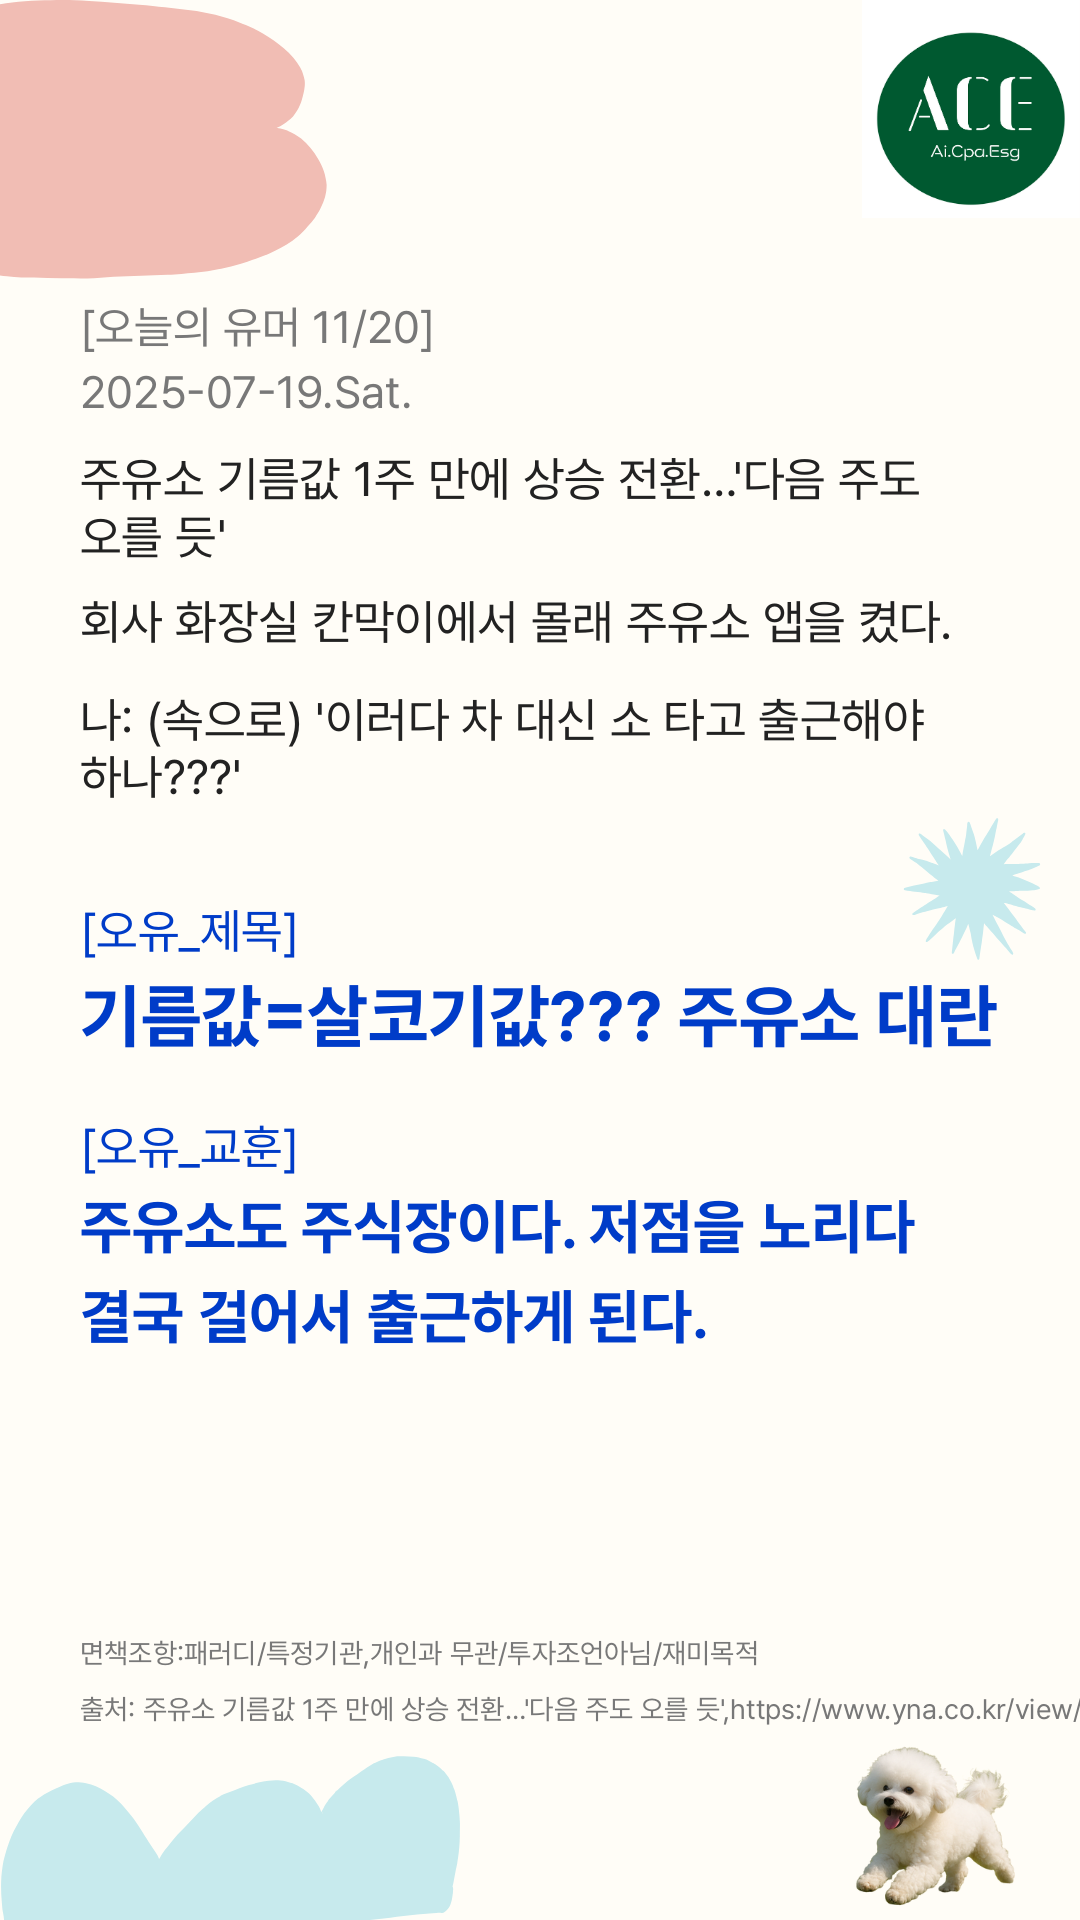 ACE
Ai.Cpa.Esg
[오늘의 유머 11/20]
2025-07-19.Sat.
주유소 기름값 1주 만에 상승 전환…'다음 주도
오를 듯'
회사 화장실 칸막이에서 몰래 주유소 앱을 켰다.
나: (속으로) '이러다 차 대신 소 타고 출근해야
하나???'
[오유_제목]
기름값=살코기값??? 주유소 대란
[오유_교훈]
주유소도 주식장이다. 저점을 노리다
결국 걸어서 출근하게 된다.
면책조항:패러디/특정기관,개인과 무관/투자조언아님/재미목적
출처: 주유소 기름값 1주 만에 상승 전환…'다음 주도 오를 듯',https://www.yna.co.kr/view/